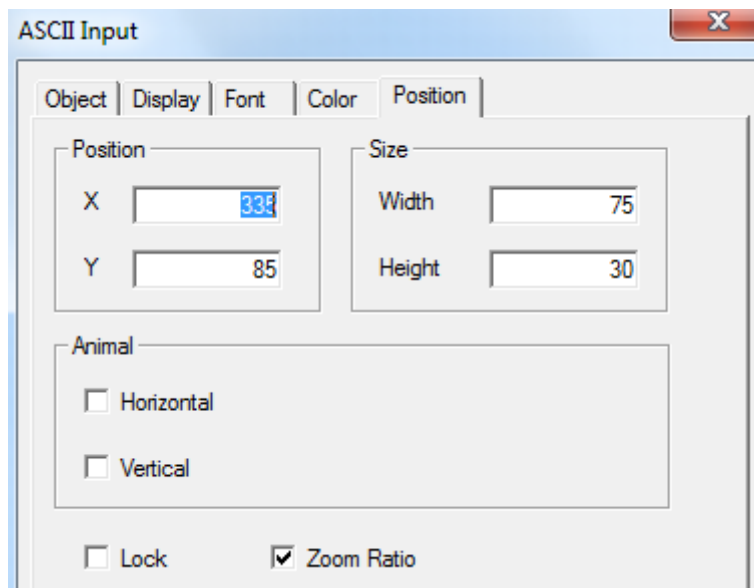 ASCII Input
Object Display Font Color Position
Position
X 335
Y 85
Size
Width 75
Height 30
Animal
Horizontal
Vertical
Lock Zoom Ratio